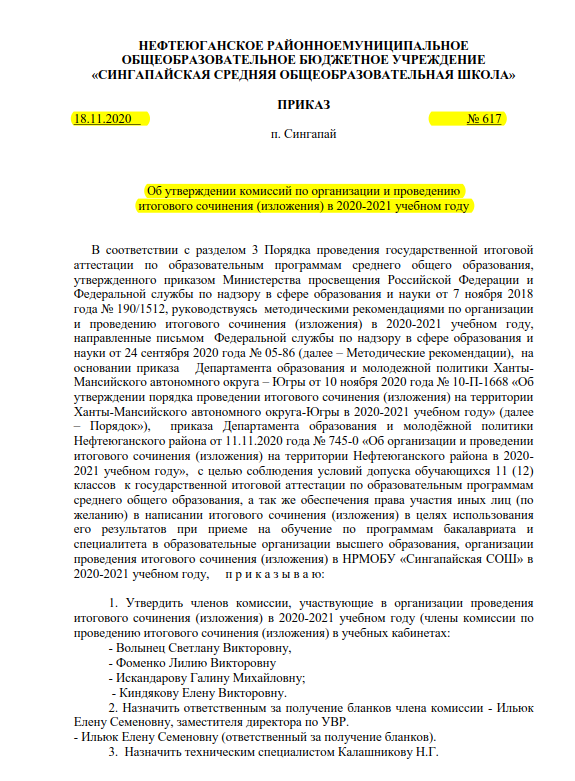 НЕФТЕЮГАНСКОЕ РАЙОННОЕМУНИЦИПАЛЬНОЕ
ОБЩЕОБРАЗОВАТЕЛЬНОЕ БЮДЖЕТНОЕ УЧРЕЖДЕНИЕ
«СИНГАПАЙСКАЯ СРЕДНЯЯ ОБЩЕОБРАЗОВАТЕЛЬНАЯ ШКОЛА»
ПРИКАЗ
18.11.2020 № 617
п. Сингапай
Об утверждении комиссий по организации и проведению
итогового сочинения (изложения) в 2020-2021 учебном году
В соответствии с разделом 3 Порядка проведения государственной итоговой
аттестации по образовательным программам среднего общего образования,
утвержденного приказом Министерства просвещения Российской Федерации и
Федеральной службы по надзору в сфере образования и науки от 7 ноября 2018
года № 190/1512, руководствуясь методическими рекомендациями по организации
и проведению итогового сочинения (изложения) в 2020-2021 учебном году,
направленные письмом Федеральной службы по надзору в сфере образования и
науки от 24 сентября 2020 года № 05-86 (далее – Методические рекомендации), на
основании приказа Департамента образования и молодежной политики Ханты-
Мансийского автономного округа – Югры от 10 ноября 2020 года № 10-П-1668 «Об
утверждении порядка проведении итогового сочинения (изложения) на территории
Ханты-Мансийского автономного округа-Югры в 2020-2021 учебном году» (далее
– Порядок»), приказа Департамента образования и молодёжной политики
Нефтеюганского района от 11.11.2020 года № 745-0 «Об организации и проведении
итогового сочинения (изложения) на территории Нефтеюганского района в 2020-
2021 учебном году», с целью соблюдения условий допуска обучающихся 11 (12)
классов к государственной итоговой аттестации по образовательным программам
среднего общего образования, а так же обеспечения права участия иных лиц (по
желанию) в написании итогового сочинения (изложения) в целях использования
его результатов при приеме на обучение по программам бакалавриата и
специалитета в образовательные организации высшего образования, организации
проведения итогового сочинения (изложения) в НРМОБУ «Сингапайская СОШ» в
2020-2021 учебном году, п р и к а з ы в а ю:
1. Утвердить членов комиссии, участвующие в организации проведения
итогового сочинения (изложения) в 2020-2021 учебном году (члены комиссии по
проведению итогового сочинения (изложения) в учебных кабинетах:
- Волынец Светлану Викторовну,
- Фоменко Лилию Викторовну
- Искандарову Галину Михайловну;
- Киндякову Елену Викторовну.
2. Назначить ответственным за получение бланков члена комиссии - Ильюк
Елену Семеновну, заместителя директора по УВР.
- Ильюк Елену Семеновну (ответственный за получение бланков).
3. Назначить техническим специалистом Калашникову Н.Г.